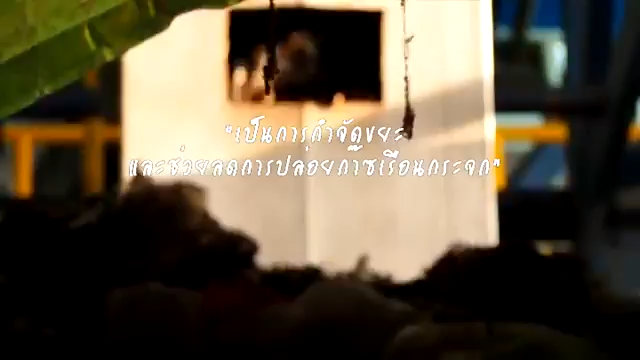 "เป็นการกำจัดขยะ
และช่วยลดการปล่อยก๊าซเรือนกระจก"